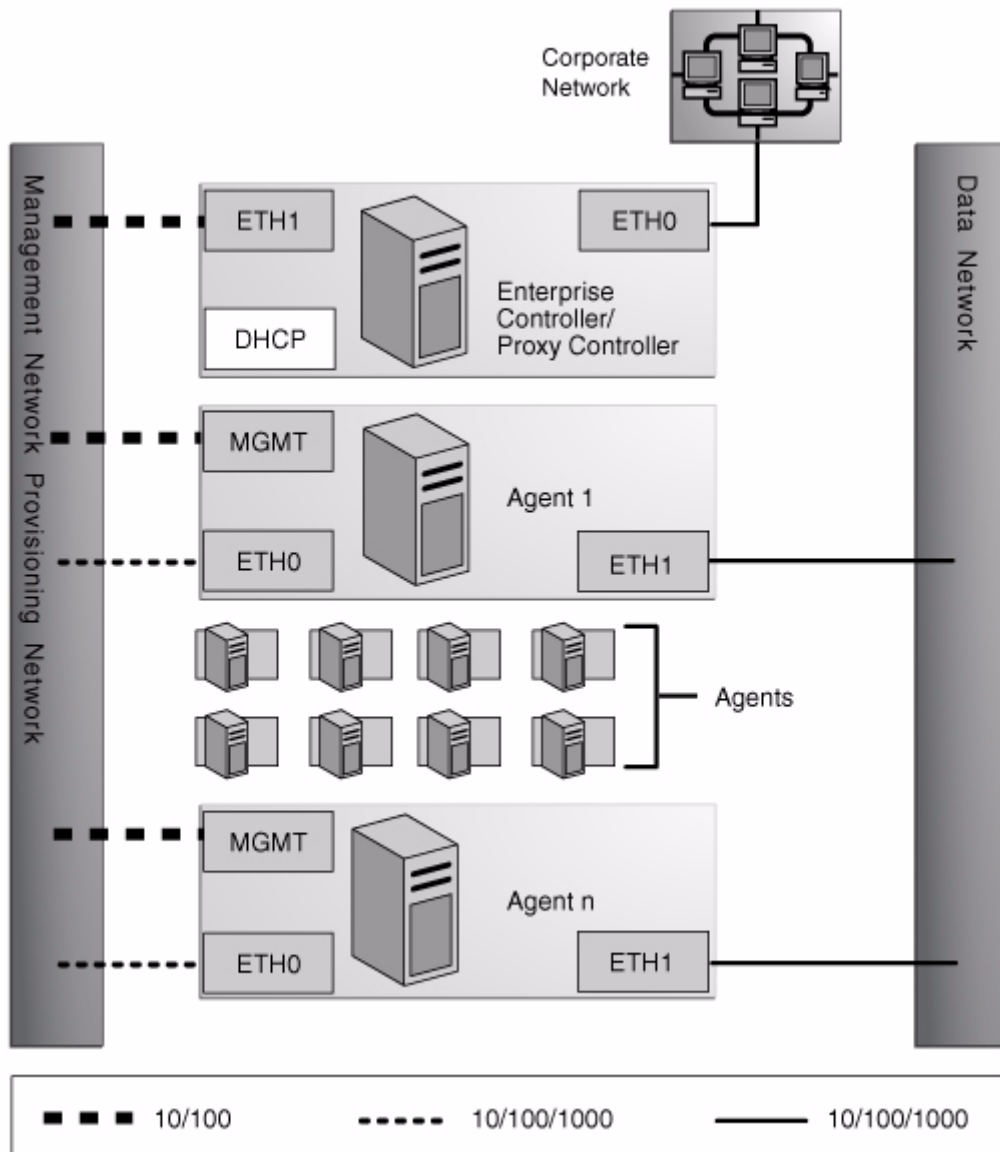 Corporate
Network
Management Network Provisioning Network
Data Network
ETH1
ETH0
DHCP
Enterprise
Controller/
Proxy Controller
MGMT
Agent 1
ETH0
ETH1
Agents
MGMT
Agent n
ETH0
ETH1
10/100
10/100/1000
10/100/1000